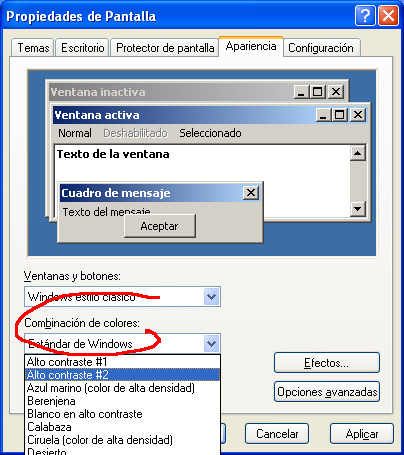 Propiedades de Pantalla
Temas Escritorio Protector de pantalla Apariencia Configuración
Ventana inactiva
Ventana activa
Normal Deshabilitado Seleccionado
Texto de la ventana
Cuadro de mensaje
Texto del mensaje
Aceptar
Ventanas y botones:
Windows estilo clásico
Combinación de colores:
Estándar de Windows
Alto contraste #1
Alto contraste #2
Azul marino (color de alta densidad)
Berenjena
Blanco en alto contraste
Calabaza
Ciruela (color de alta densidad)
Desierto
Efectos...
Opciones avanzadas
Cancelar Aplicar